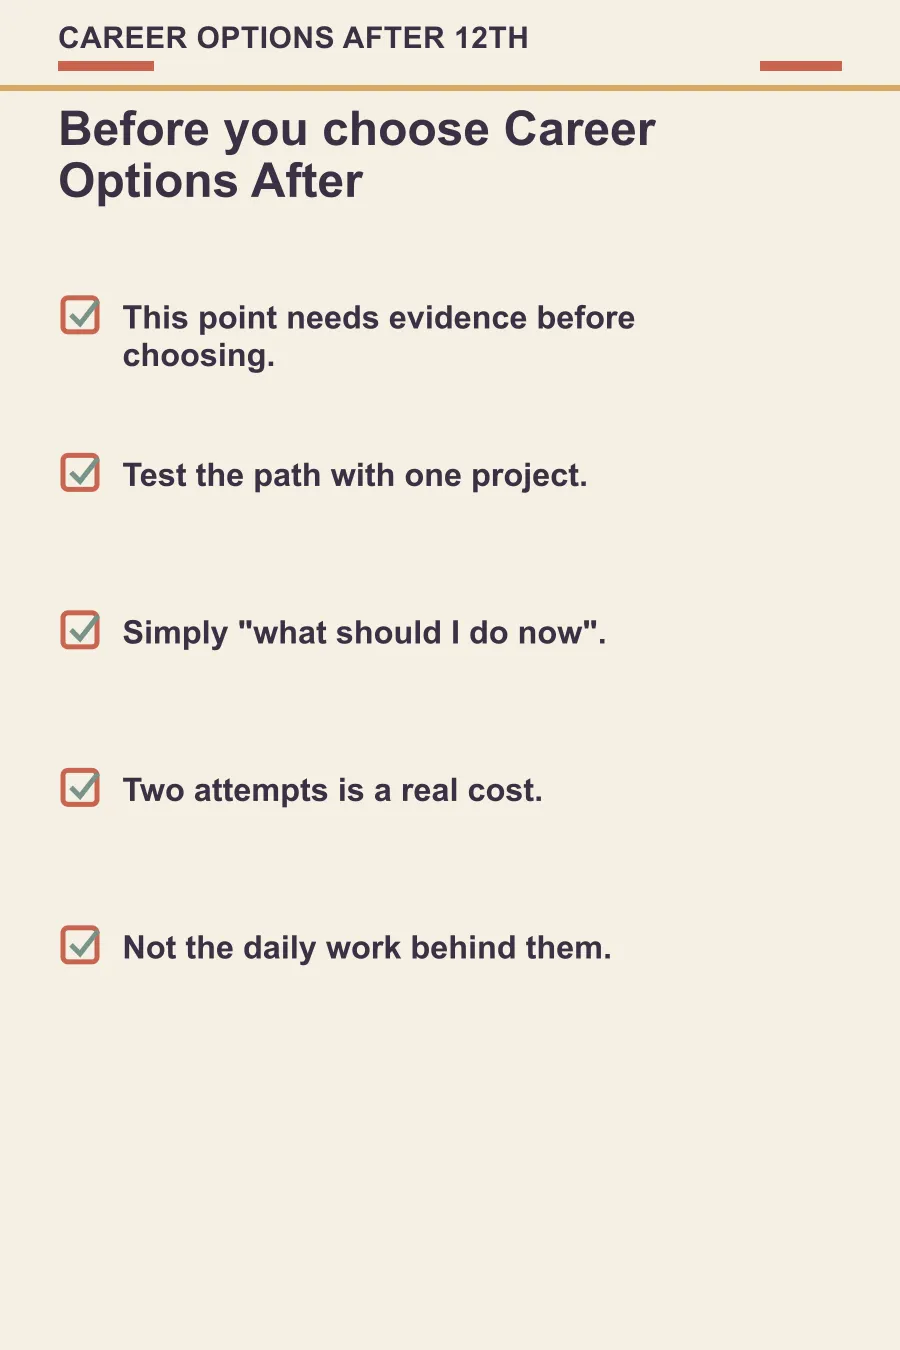 CAREER OPTIONS AFTER 12TH
Before you choose Career
Options After
This point needs evidence before
choosing.
Test the path with one project.
Simply "what should I do now".
Two attempts is a real cost.
Not the daily work behind them.